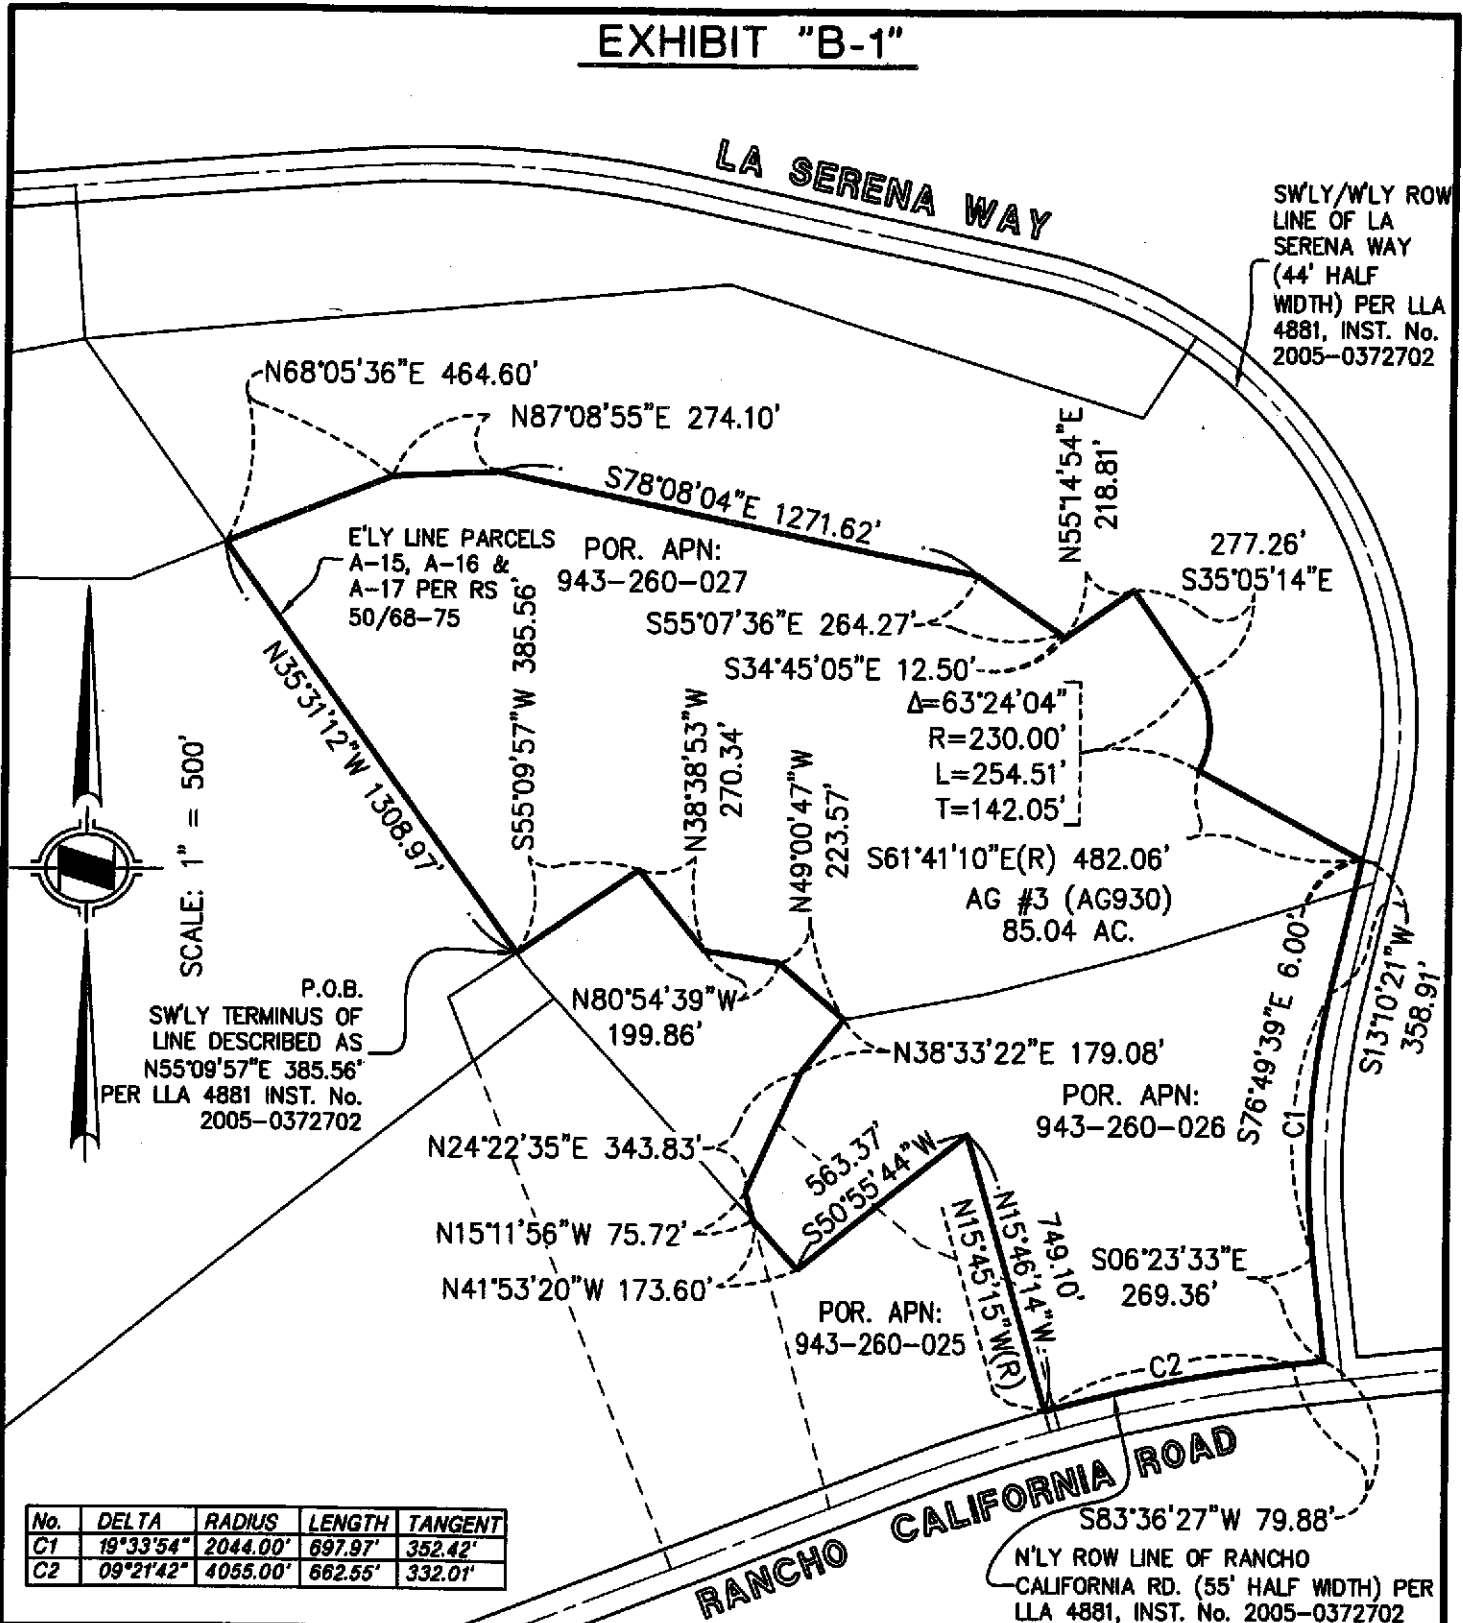 EXHIBIT "B-1"
LA SERENA WAY
SW'LY/W'LY ROW
LINE OF LA
SERENA WAY
(44' HALF
WIDTH) PER LLA
4881, INST. No.
2005-0372702
N68°05'36"E 464.60'
N87°08'55"E 274.10'
S78°08'04"E 1271.62'
N55°14'54"E
218.81'
277.26'
S35°05'14"E
E'LY LINE PARCELS
A-15, A-16 &
A-17 PER RS
50/68-75
POR. APN:
943-260-027
S55°07'36"E 264.27'
S34°45'05"E 12.50'
Δ=63°24'04"
R=230.00'
L=254.51'
T=142.05'
N35°31'12"W 1308.97'
S55°09'57"W 385.56'
N38°38'53"W
270.34'
N49°00'47"W
223.57'
S61°41'10"E(R) 482.06'
AG #3 (AG930)
85.04 AC.
SCALE: 1" = 500'
P.O.B.
SW'LY TERMINUS OF
LINE DESCRIBED AS
N55°09'57"E 385.56'
PER LLA 4881 INST. No.
2005-0372702
N80°54'39"W
199.86'
N38°33'22"E 179.08'
S76°49'39"E 6.00'
S13°10'21"W
358.91'
C1
POR. APN:
943-260-026
N24°22'35"E 343.83'
563.37'
S50°55'44"W
N15°11'56"W 75.72'
N41°53'20"W 173.60'
749.10'
N15°46'14"W
N15°45'15"W(R)
S06°23'33"E
269.36'
POR. APN:
943-260-025
C2
RANCHO CALIFORNIA ROAD
S83°36'27"W 79.88'
N'LY ROW LINE OF RANCHO
CALIFORNIA RD. (55' HALF WIDTH) PER
LLA 4881, INST. No. 2005-0372702
No. DELTA RADIUS LENGTH TANGENT
C1 19°33'54" 2044.00' 697.97' 352.42'
C2 09°21'42" 4055.00' 662.55' 332.01'